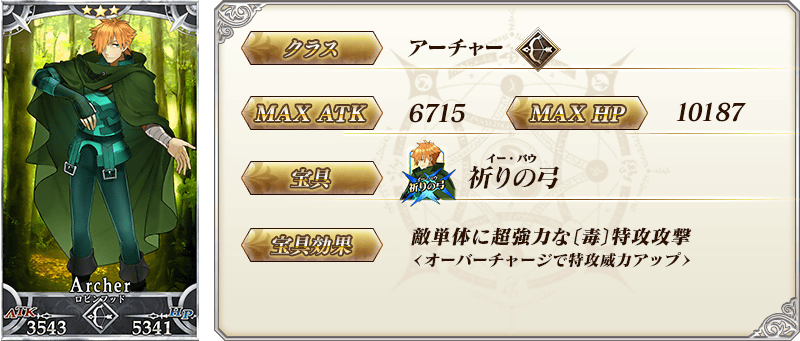 Archer
ロビンフッド
ATK
3543
HP
5341
クラス
アーチャー
MAX ATK
6715
MAX HP
10187
宝具
祈りの弓
イー・バウ
祈りの弓
宝具効果
敵単体に超強力な〔毒〕特攻攻撃
<オーバーチャージで特攻威力アップ>